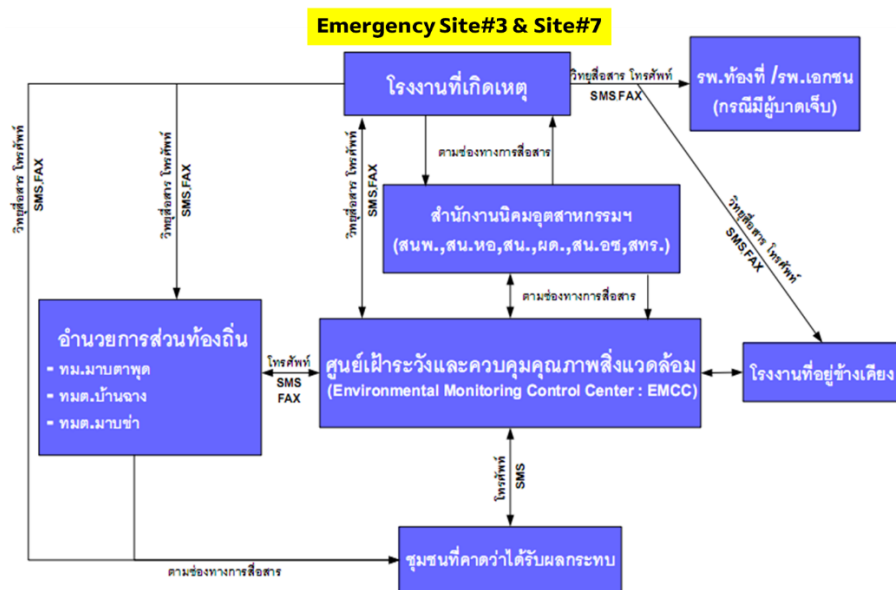 Emergency Site#3 & Site#7
โรงงานที่เกิดเหตุ
วิทยุสื่อสาร โทรศัพท์
SMS,FAX
รพ.ท้องที่ /รพ.เอกชน
(กรณีมีผู้บาดเจ็บ)
วิทยุสื่อสาร โทรศัพท์
SMS,FAX
วิทยุสื่อสาร โทรศัพท์
SMS,FAX
วิทยุสื่อสาร โทรศัพท์
SMS,FAX
ตามช่องทางการสื่อสาร
สำนักงานนิคมอุตสาหกรรมฯ
(สนพ.,สน.หอ,สน.,ผด.,สน.อซ,สทร.)
วิทยุสื่อสาร โทรศัพท์
SMS,FAX
ตามช่องทางการสื่อสาร
อำนวยการส่วนท้องถิ่น
- ทม.มาบตาพุด
- ทมต.บ้านฉาง
- ทมต.มาบข่า
โทรศัพท์
SMS
FAX
ศูนย์เฝ้าระวังและควบคุมคุณภาพสิ่งแวดล้อม
(Environmental Monitoring Control Center : EMCC)
โรงงานที่อยู่ข้างเคียง
โทรศัพท์
SMS
ชุมชนที่คาดว่าได้รับผลกระทบ
ตามช่องทางการสื่อสาร